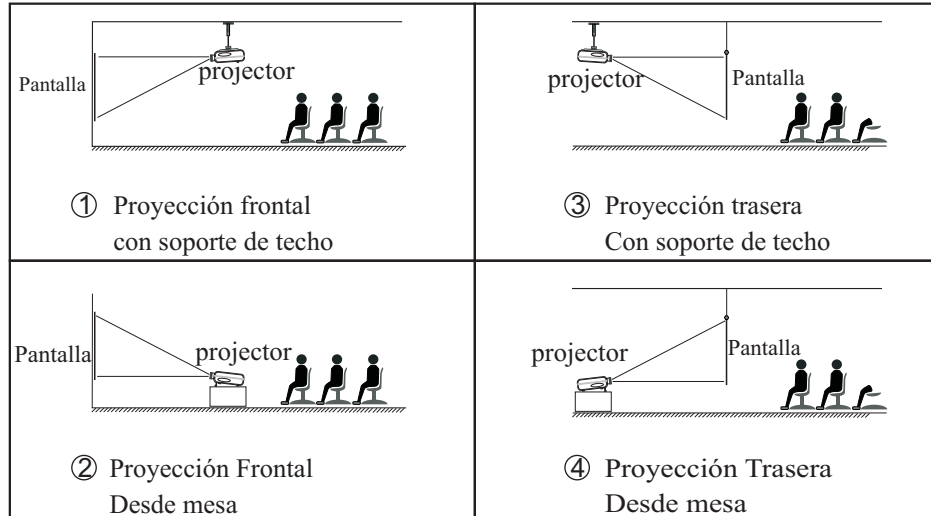 Pantalla
projector
① Proyección frontal
con soporte de techo
projector
Pantalla
③ Proyección trasera
Con soporte de techo
Pantalla
projector
② Proyección Frontal
Desde mesa
projector
Pantalla
④ Proyección Trasera
Desde mesa